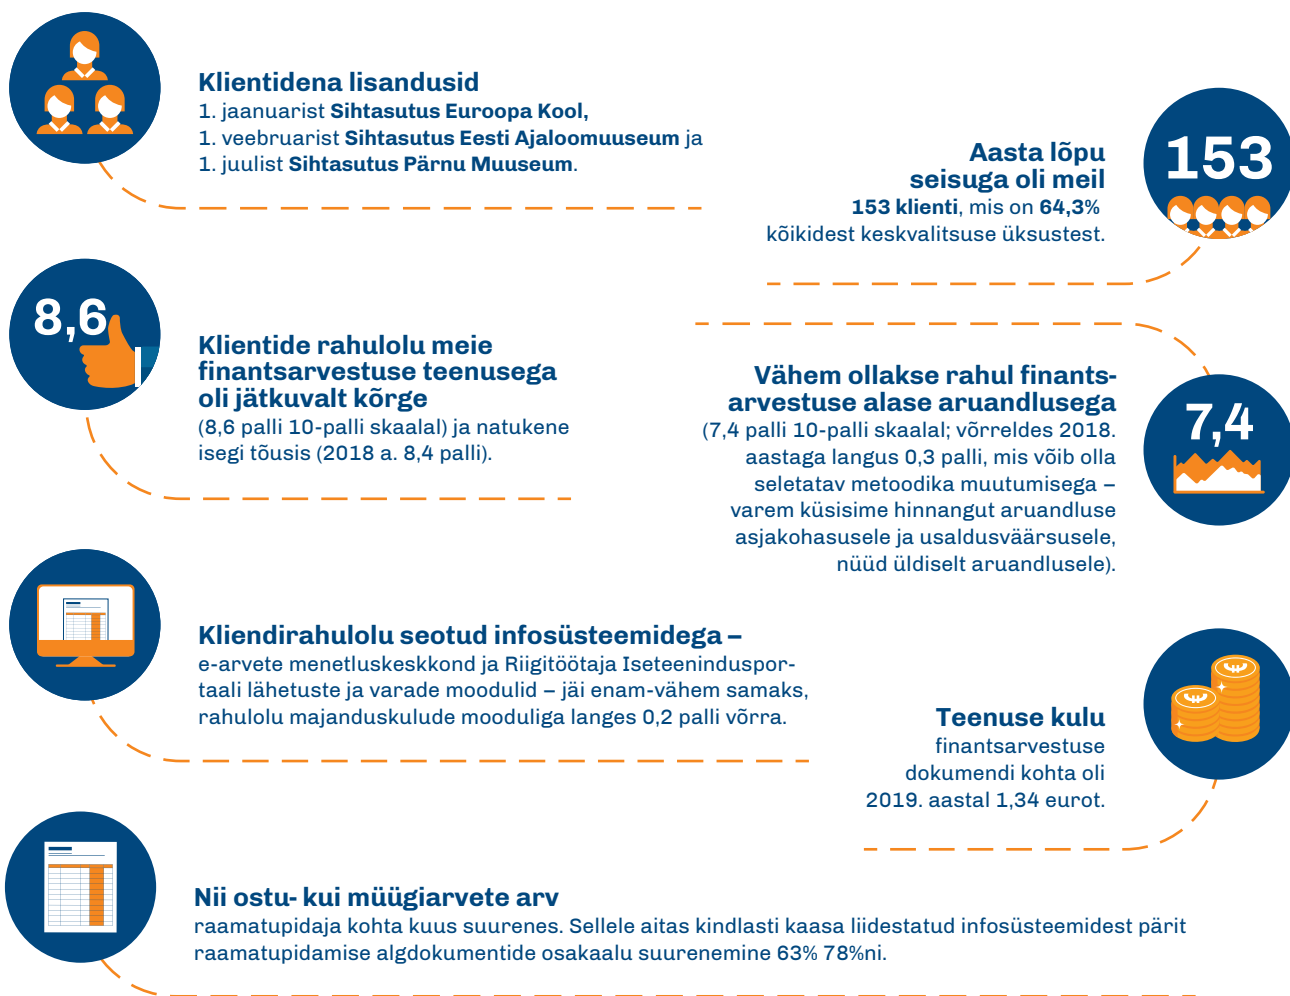 Klientidena lisandusid
1. jaanuarist Sihtasutus Euroopa Kool,
1. veebruarist Sihtasutus Eesti Ajaloomuuseum ja
1. juulist Sihtasutus Pärnu Muuseum.
Aasta lõpu
seisuga oli meil
153 klienti, mis on 64,3%
kõikidest keskvalitsuse üksustest.
153
8,6
Klientide rahulolu meie
finantsarvestuse teenusega
oli jätkuvalt kõrge
(8,6 palli 10-palli skaalal) ja natukene
isegi tõusis (2018 a. 8,4 palli).
Vähem ollakse rahul finants-
arvestuse alase aruandlusega
(7,4 palli 10-palli skaalal; võrreldes 2018.
aastaga langus 0,3 palli, mis võib olla
seletatav metoodika muutumisega –
varem küsisime hinnangut aruandluse
asjakohasusele ja usaldusväärsusele,
nüüd üldiselt aruandlusele).
7,4
Kliendirahulolu seotud infosüsteemidega –
e-arvete menetluskeskkond ja Riigitöötaja Iseteenindusportaali
taali lähetuste ja varade moodulid – jäi enam-vähem samaks,
rahulolu majanduskulude mooduliga langes 0,2 palli võrra.
Teenuse kulu
finantsarvestuse
dokumendi kohta oli
2019. aastal 1,34 eurot.
Nii ostu- kui müügiarvete arv
raamatupidaja kohta kuus suurenes. Sellele aitas kindlasti kaasa liidestatud infosüsteemidest pärit
raamatupidamise algdokumentide osakaalu suurenemine 63% 78%ni.